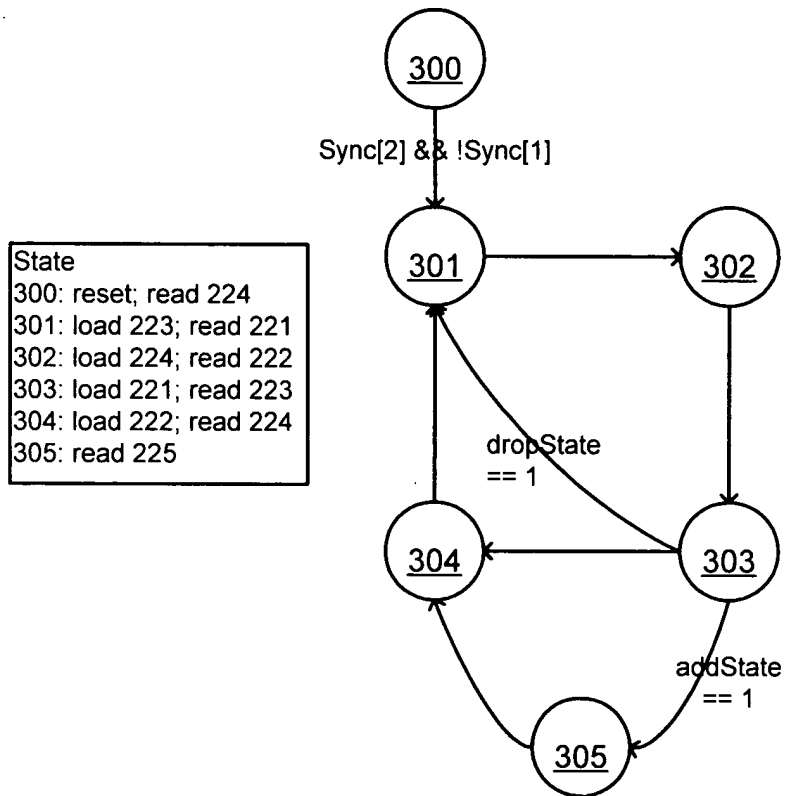 300
Sync[2] && !Sync[1]
301
302
State
300: reset; read 224
301: load 223; read 221
302: load 224; read 222
303: load 221; read 223
304: load 222; read 224
305: read 225
dropState
== 1
304
303
addState
== 1
305